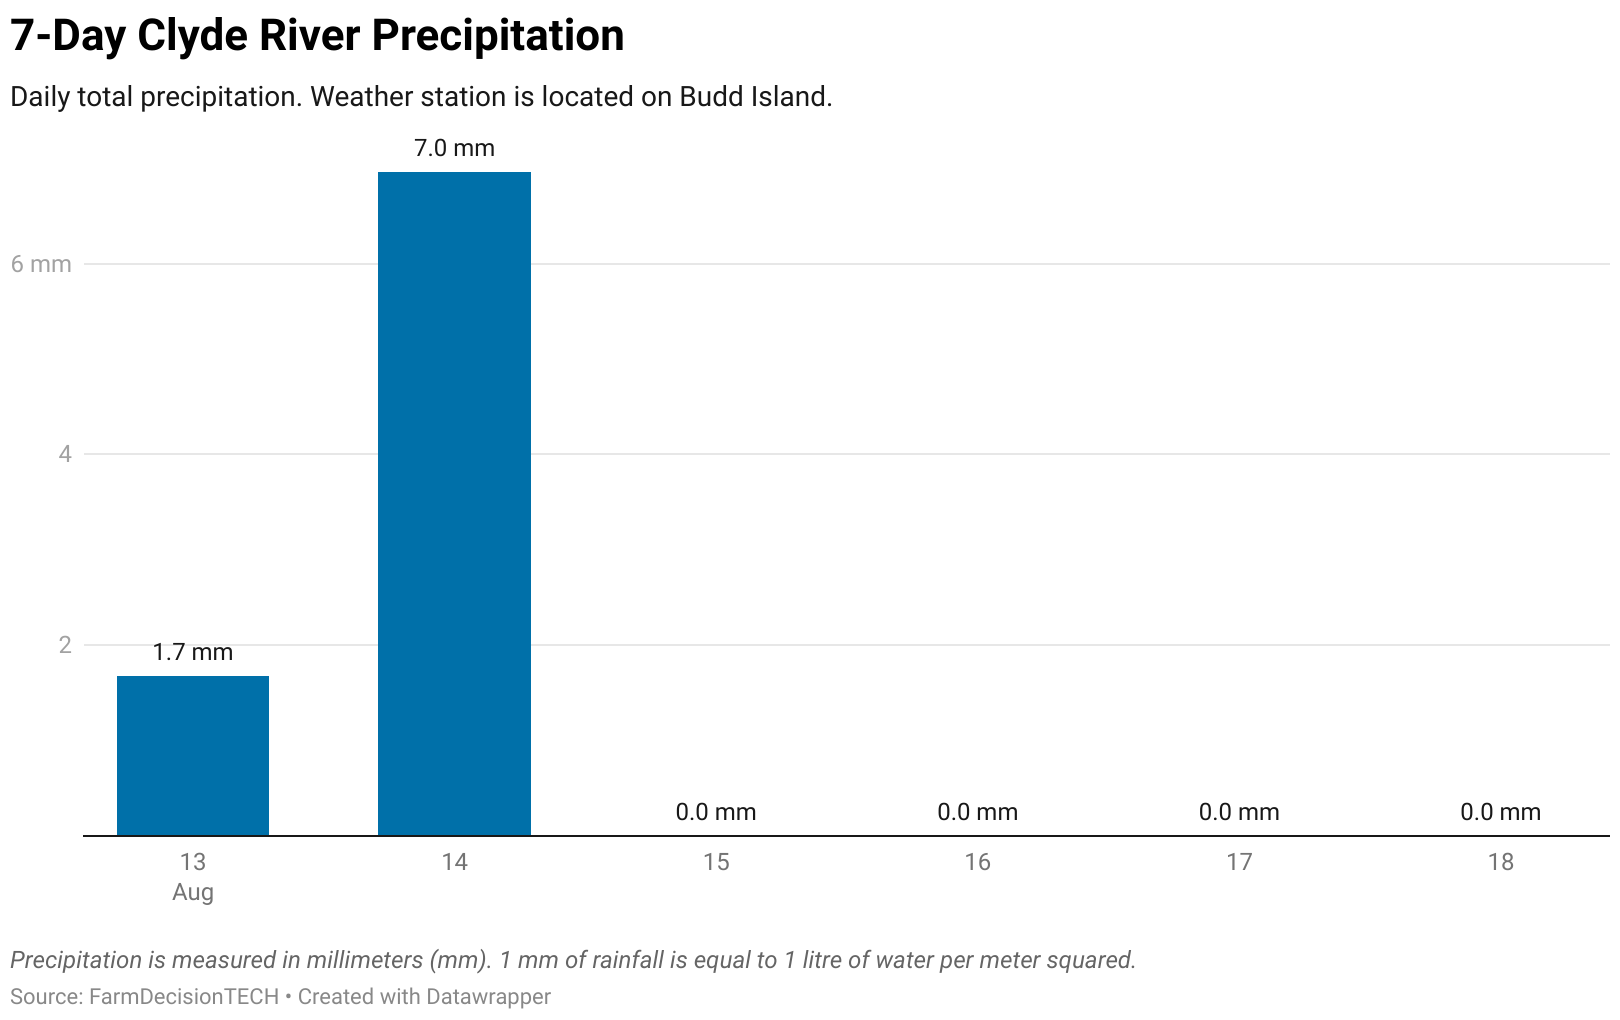 7-Day Clyde River Precipitation
Daily total precipitation. Weather station is located on Budd Island.
7.0 mm
6 mm
4
2
1.7 mm
0.0 mm 0.0 mm 0.0 mm 0.0 mm
13 14 15 16 17 18
Aug
Precipitation is measured in millimeters (mm). 1 mm of rainfall is equal to 1 litre of water per meter squared.
Source: FarmDecisionTECH • Created with Datawrapper